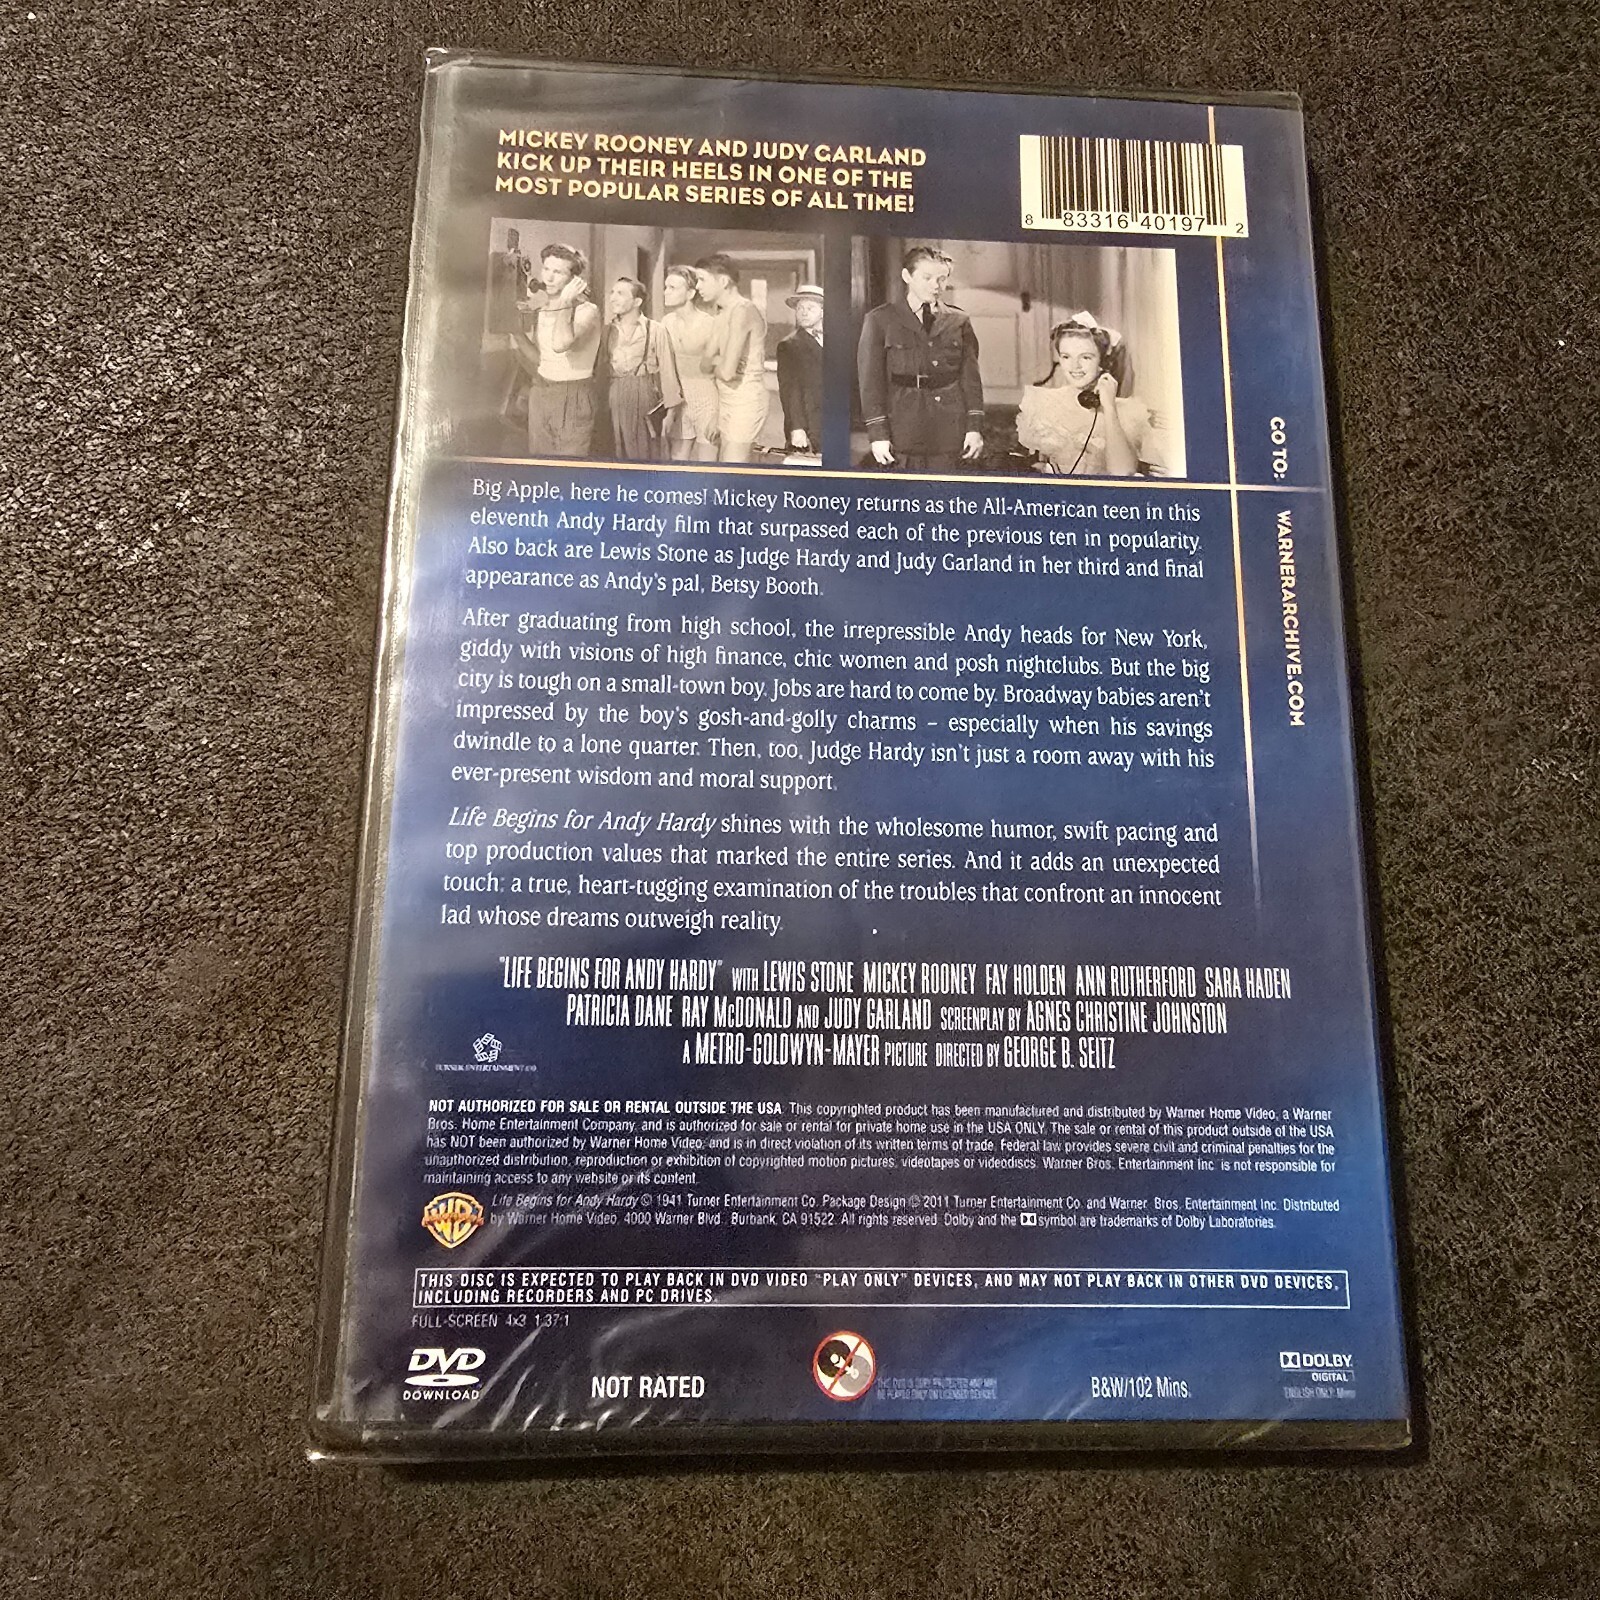 MICKEY ROONEY AND JUDY GARLAND
KICK UP THEIR HEELS IN ONE OF THE
MOST POPULAR SERIES OF ALL TIME!
8 83316 40197 2
GO TO: WARNERARCHIVE.COM
Big Apple, here he comes! Mickey Rooney returns as the All-American teen in this
eleventh Andy Hardy film that surpassed each of the previous ten in popularity.
Also back are Lewis Stone as Judge Hardy and Judy Garland in her third and final
appearance as Andy's pal, Betsy Booth.
After graduating from high school, the irrepressible Andy heads for New York,
giddy with visions of high finance, chic women and posh nightclubs. But the big
city is tough on a small-town boy. Jobs are hard to come by. Broadway babies aren't
impressed by the boy's gosh-and-golly charms – especially when his savings
dwindle to a lone quarter. Then, too, Judge Hardy isn't just a room away with his
ever-present wisdom and moral support.
Life Begins for Andy Hardy shines with the wholesome humor, swift pacing and
top production values that marked the entire series. And it adds an unexpected
touch: a true, heart-tugging examination of the troubles that confront an innocent
lad whose dreams outweigh reality.
"LIFE BEGINS FOR ANDY HARDY" WITH LEWIS STONE MICKEY ROONEY FAY HOLDEN ANN RUTHERFORD SARA HADEN
PATRICIA DANE RAY McDONALD AND JUDY GARLAND SCREENPLAY BY AGNES CHRISTINE JOHNSTON
A METRO-GOLDWYN-MAYER PICTURE DIRECTED BY GEORGE B. SEITZ
TURNER ENTERTAINMENT CO
NOT AUTHORIZED FOR SALE OR RENTAL OUTSIDE THE USA. This copyrighted product has been manufactured and distributed by Warner Home Video, a Warner
Bros. Home Entertainment Company, and is authorized for sale or rental for private home use in the USA ONLY. The sale or rental of this product outside of the USA
has NOT been authorized by Warner Home Video, and is in direct violation of its written terms of trade. Federal law provides severe civil and criminal penalties for the
unauthorized distribution, reproduction or exhibition of copyrighted motion pictures, videotapes or videodiscs. Warner Bros. Entertainment Inc. is not responsible for
maintaining access to any website or its content.
Life Begins for Andy Hardy © 1941 Turner Entertainment Co. Package Design © 2011 Turner Entertainment Co. and Warner Bros. Entertainment Inc. Distributed
by Warner Home Video, 4000 Warner Blvd., Burbank, CA 91522. All rights reserved. Dolby and the symbol are trademarks of Dolby Laboratories.
WB
THIS DISC IS EXPECTED TO PLAY BACK IN DVD VIDEO "PLAY ONLY" DEVICES, AND MAY NOT PLAY BACK IN OTHER DVD DEVICES,
INCLUDING RECORDERS AND PC DRIVES.
FULL-SCREEN 4x3 1.37:1
DVD
DOWNLOAD
NOT RATED
THIS DVD IS COPY PROTECTED AND MAY
BE PLAYED ONLY ON LICENSED DEVICES.
B&W/102 Mins.
DOLBY
DIGITAL
ENGLISH ONLY: Mono